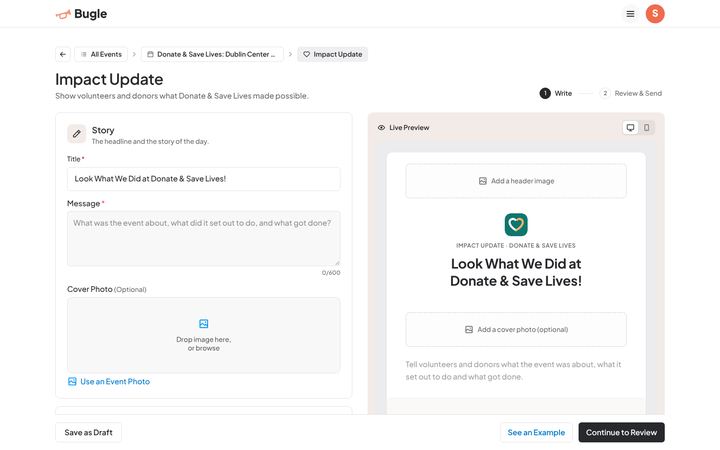 Bugle
S
All Events
Donate & Save Lives: Dublin Center ...
Impact Update
Impact Update
Show volunteers and donors what Donate & Save Lives made possible.
1 Write
2 Review & Send
Story
The headline and the story of the day.
Title *
Look What We Did at Donate & Save Lives!
Message *
What was the event about, what did it set out to do, and what got done?
0/600
Cover Photo (Optional)
Drop image here,
or browse
Use an Event Photo
Live Preview
Add a header image
IMPACT UPDATE · DONATE & SAVE LIVES
Look What We Did at
Donate & Save Lives!
Add a cover photo (optional)
Tell volunteers and donors what the event was about, what it
set out to do and what got done.
Save as Draft
See an Example
Continue to Review